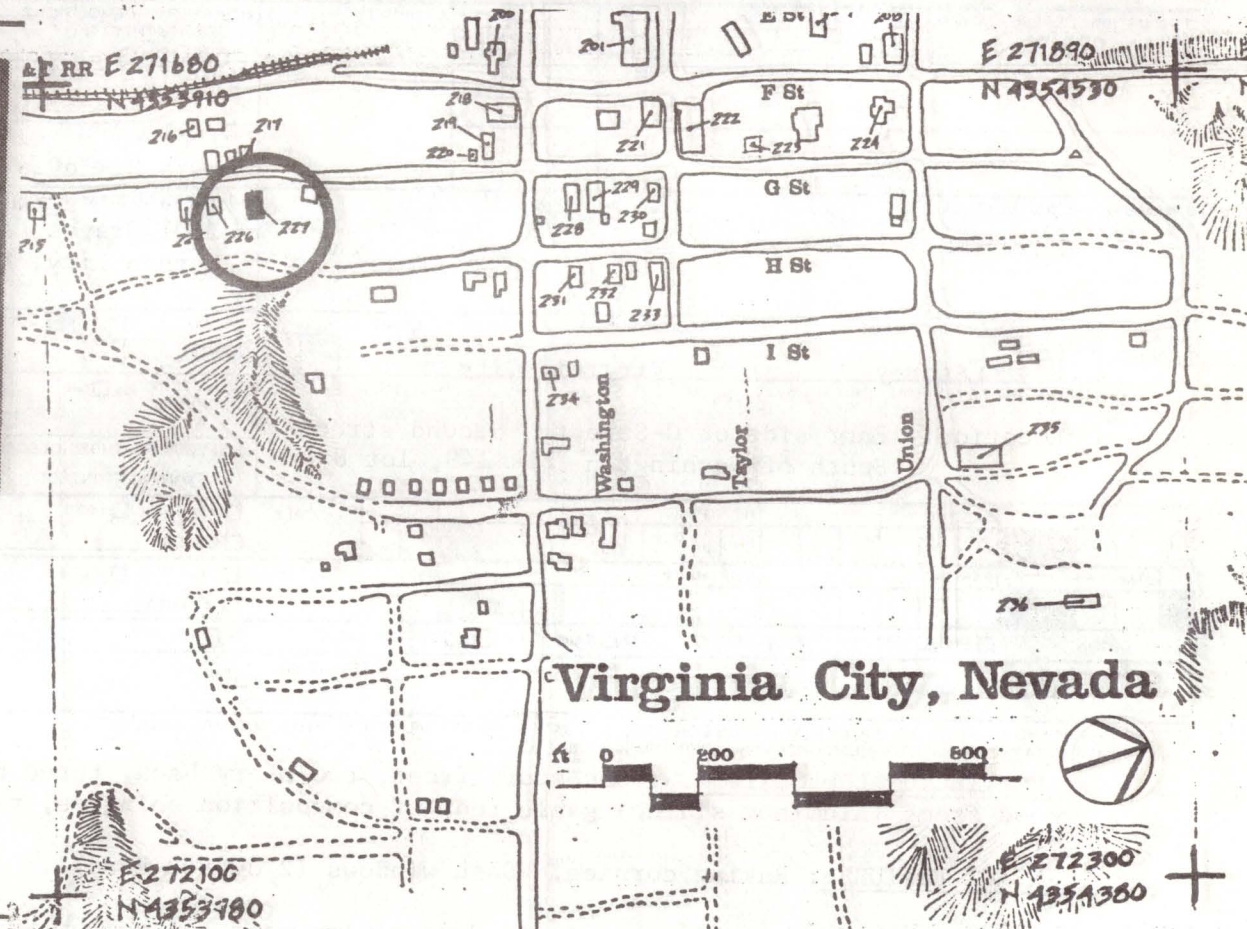 201
E St
&T RR E 271680
N 4353910
E 271890
N 4354530
F St
216
217
218
219
220
221
222
223
224
G St
215
226
227
228
229
230
H St
231
232
233
I St
234
Washington
Taylor
Union
235
236
Virginia City, Nevada
ft 0 200 800
E 272100
N 4353780
E 272300
N 4354380